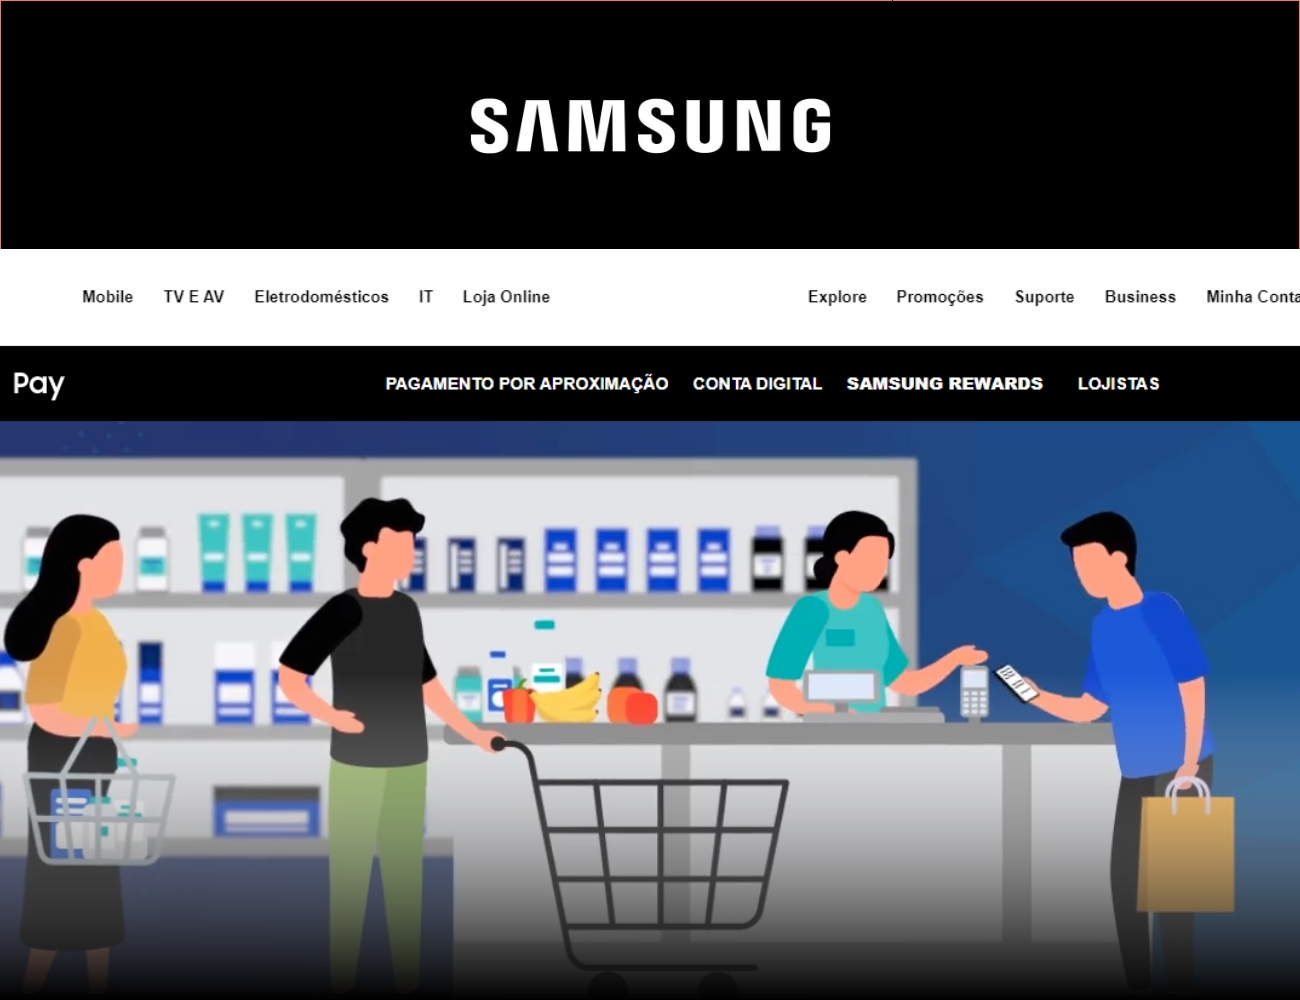 SAMSUNG
Mobile TV E AV Eletrodomésticos IT Loja Online Explore Promoções Suporte Business Minha Conta
Pay PAGAMENTO POR APROXIMAÇÃO CONTA DIGITAL SAMSUNG REWARDS LOJISTAS